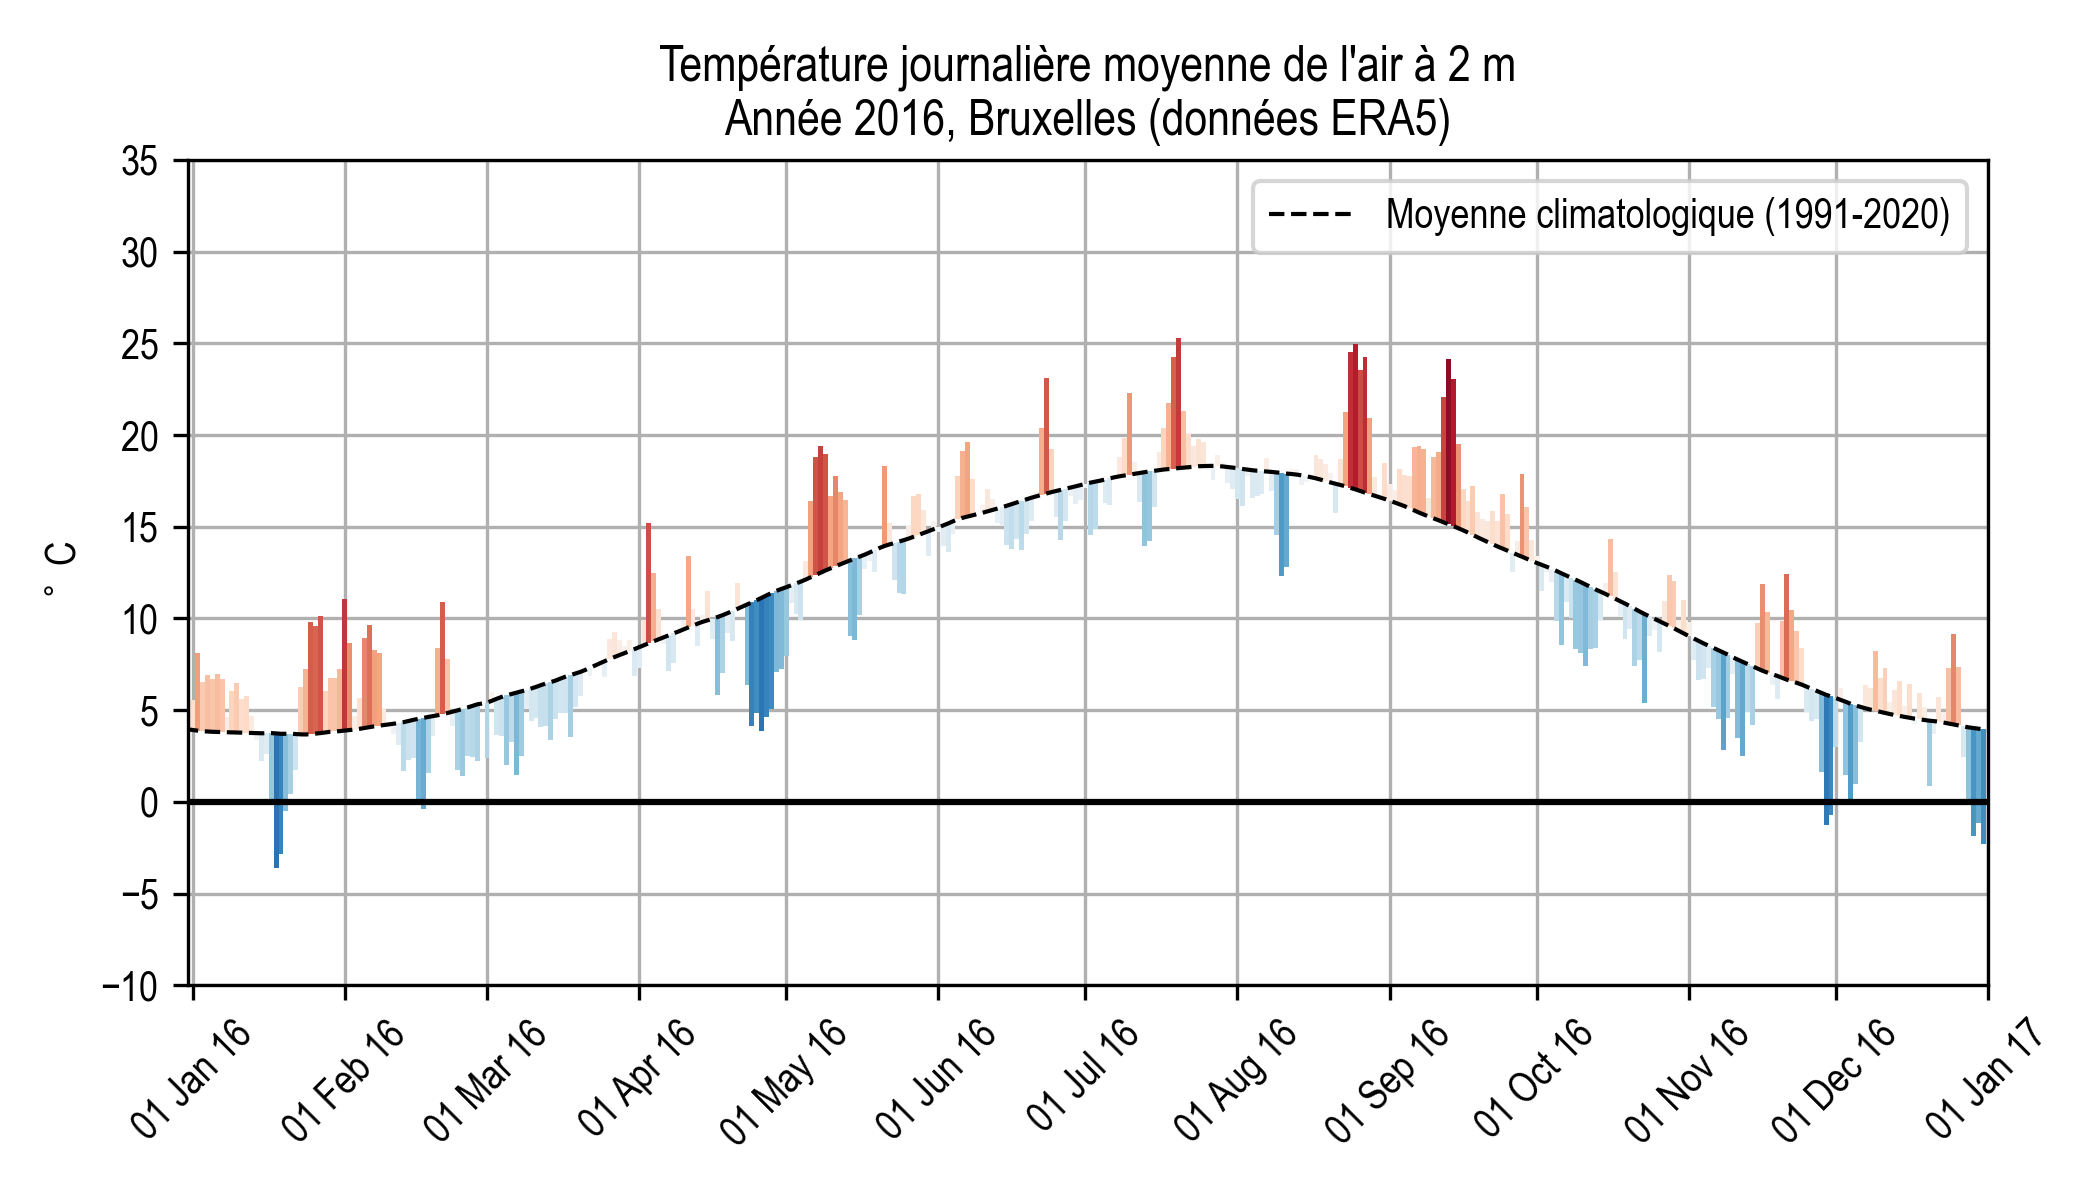 Température journalière moyenne de l'air à 2 m
Année 2016, Bruxelles (données ERA5)
Moyenne climatologique (1991-2020)
35
30
25
20
15
10
5
0
−5
−10
° C
01 Jan 16
01 Feb 16
01 Mar 16
01 Apr 16
01 May 16
01 Jun 16
01 Jul 16
01 Aug 16
01 Sep 16
01 Oct 16
01 Nov 16
01 Dec 16
01 Jan 17